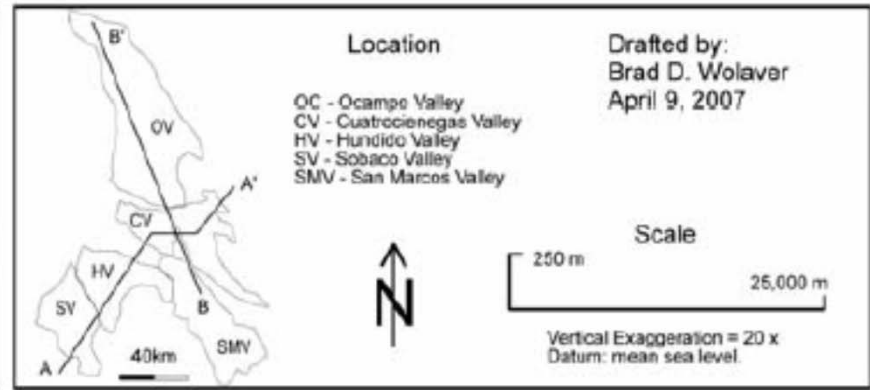 B'
OV
A'
CV
HV
SV
B
SMV
A
40km
Location
OC - Ocampo Valley
CV - Cuatrocienegas Valley
HV - Hundido Valley
SV - Sobaco Valley
SMV - San Marcos Valley
N
Drafted by:
Brad D. Wolaver
April 9, 2007
Scale
250 m
25,000 m
Vertical Exaggeration = 20 x
Datum: mean sea level.